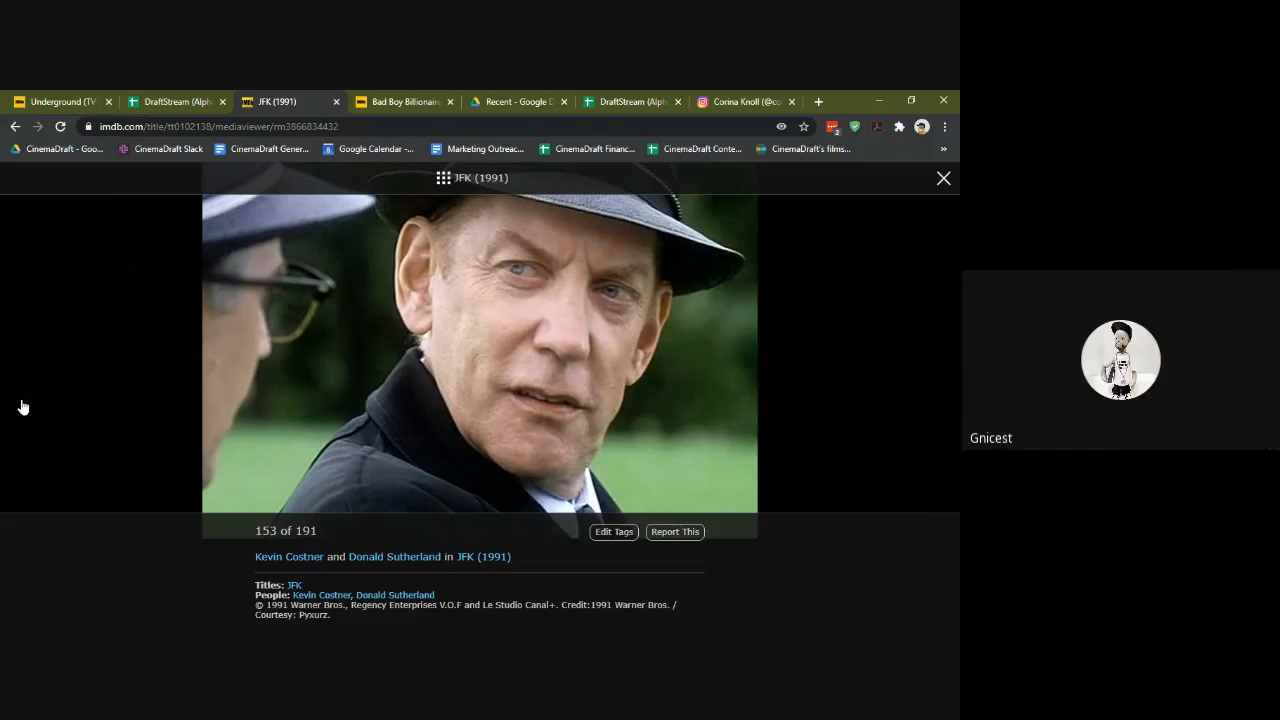 Underground (TV
DraftStream (Alph
JFK (1991)
Bad Boy Billionaire
Recent - Google D
DraftStream (Alph
Corina Knoll (@co
imdb.com/title/tt0102138/mediaviewer/rm3866834432
2
CinemaDraft - Goo...
CinemaDraft Slack
CinemaDraft Gener...
Google Calendar -...
Marketing Outreac...
CinemaDraft Financ...
CinemaDraft Conte...
CinemaDraft's films...
JFK (1991)
Gnicest
153 of 191
Edit Tags
Report This
Kevin Costner and Donald Sutherland in JFK (1991)
Titles: JFK
People: Kevin Costner, Donald Sutherland
© 1991 Warner Bros., Regency Enterprises V.O.F and Le Studio Canal+. Credit:1991 Warner Bros. /
Courtesy: Pyxurz.